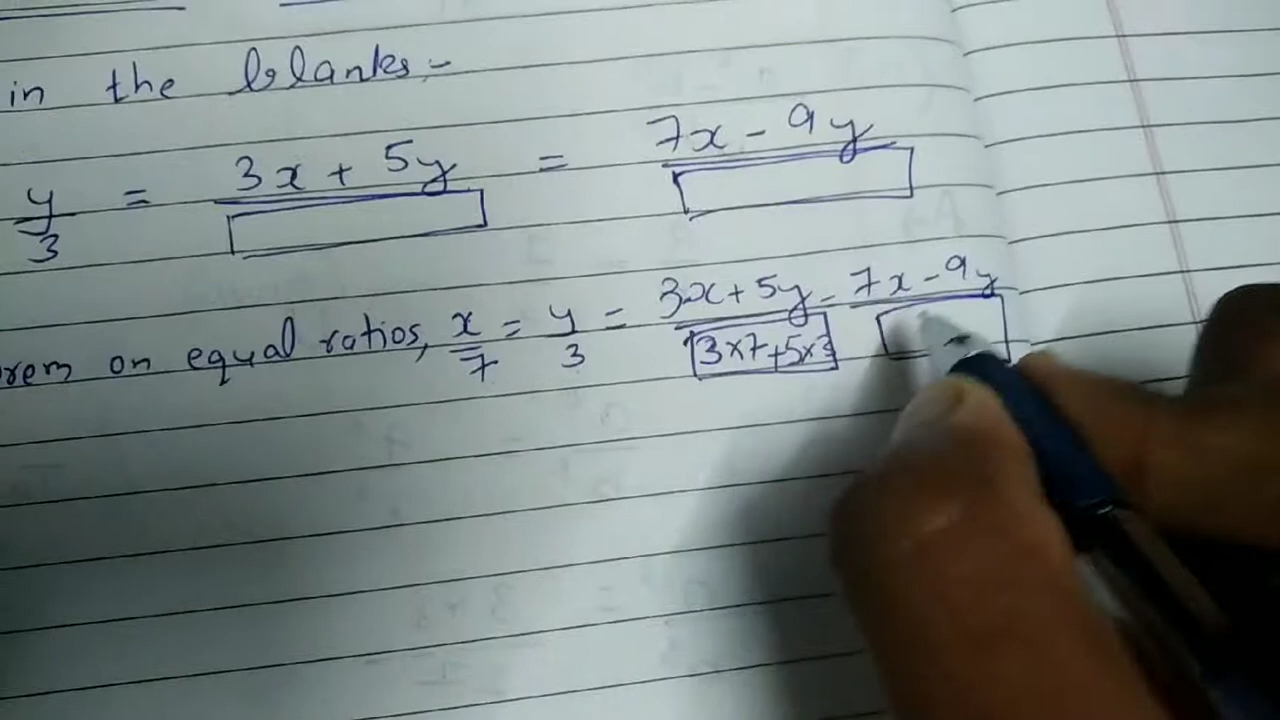 in the blanks :-
y/3 = 3x + 5y/▭ = 7x - 9y/▭
rem on equal ratios, x/7 = y/3 = 3x + 5y/3×7+5×3 = 7x - 9y/▭